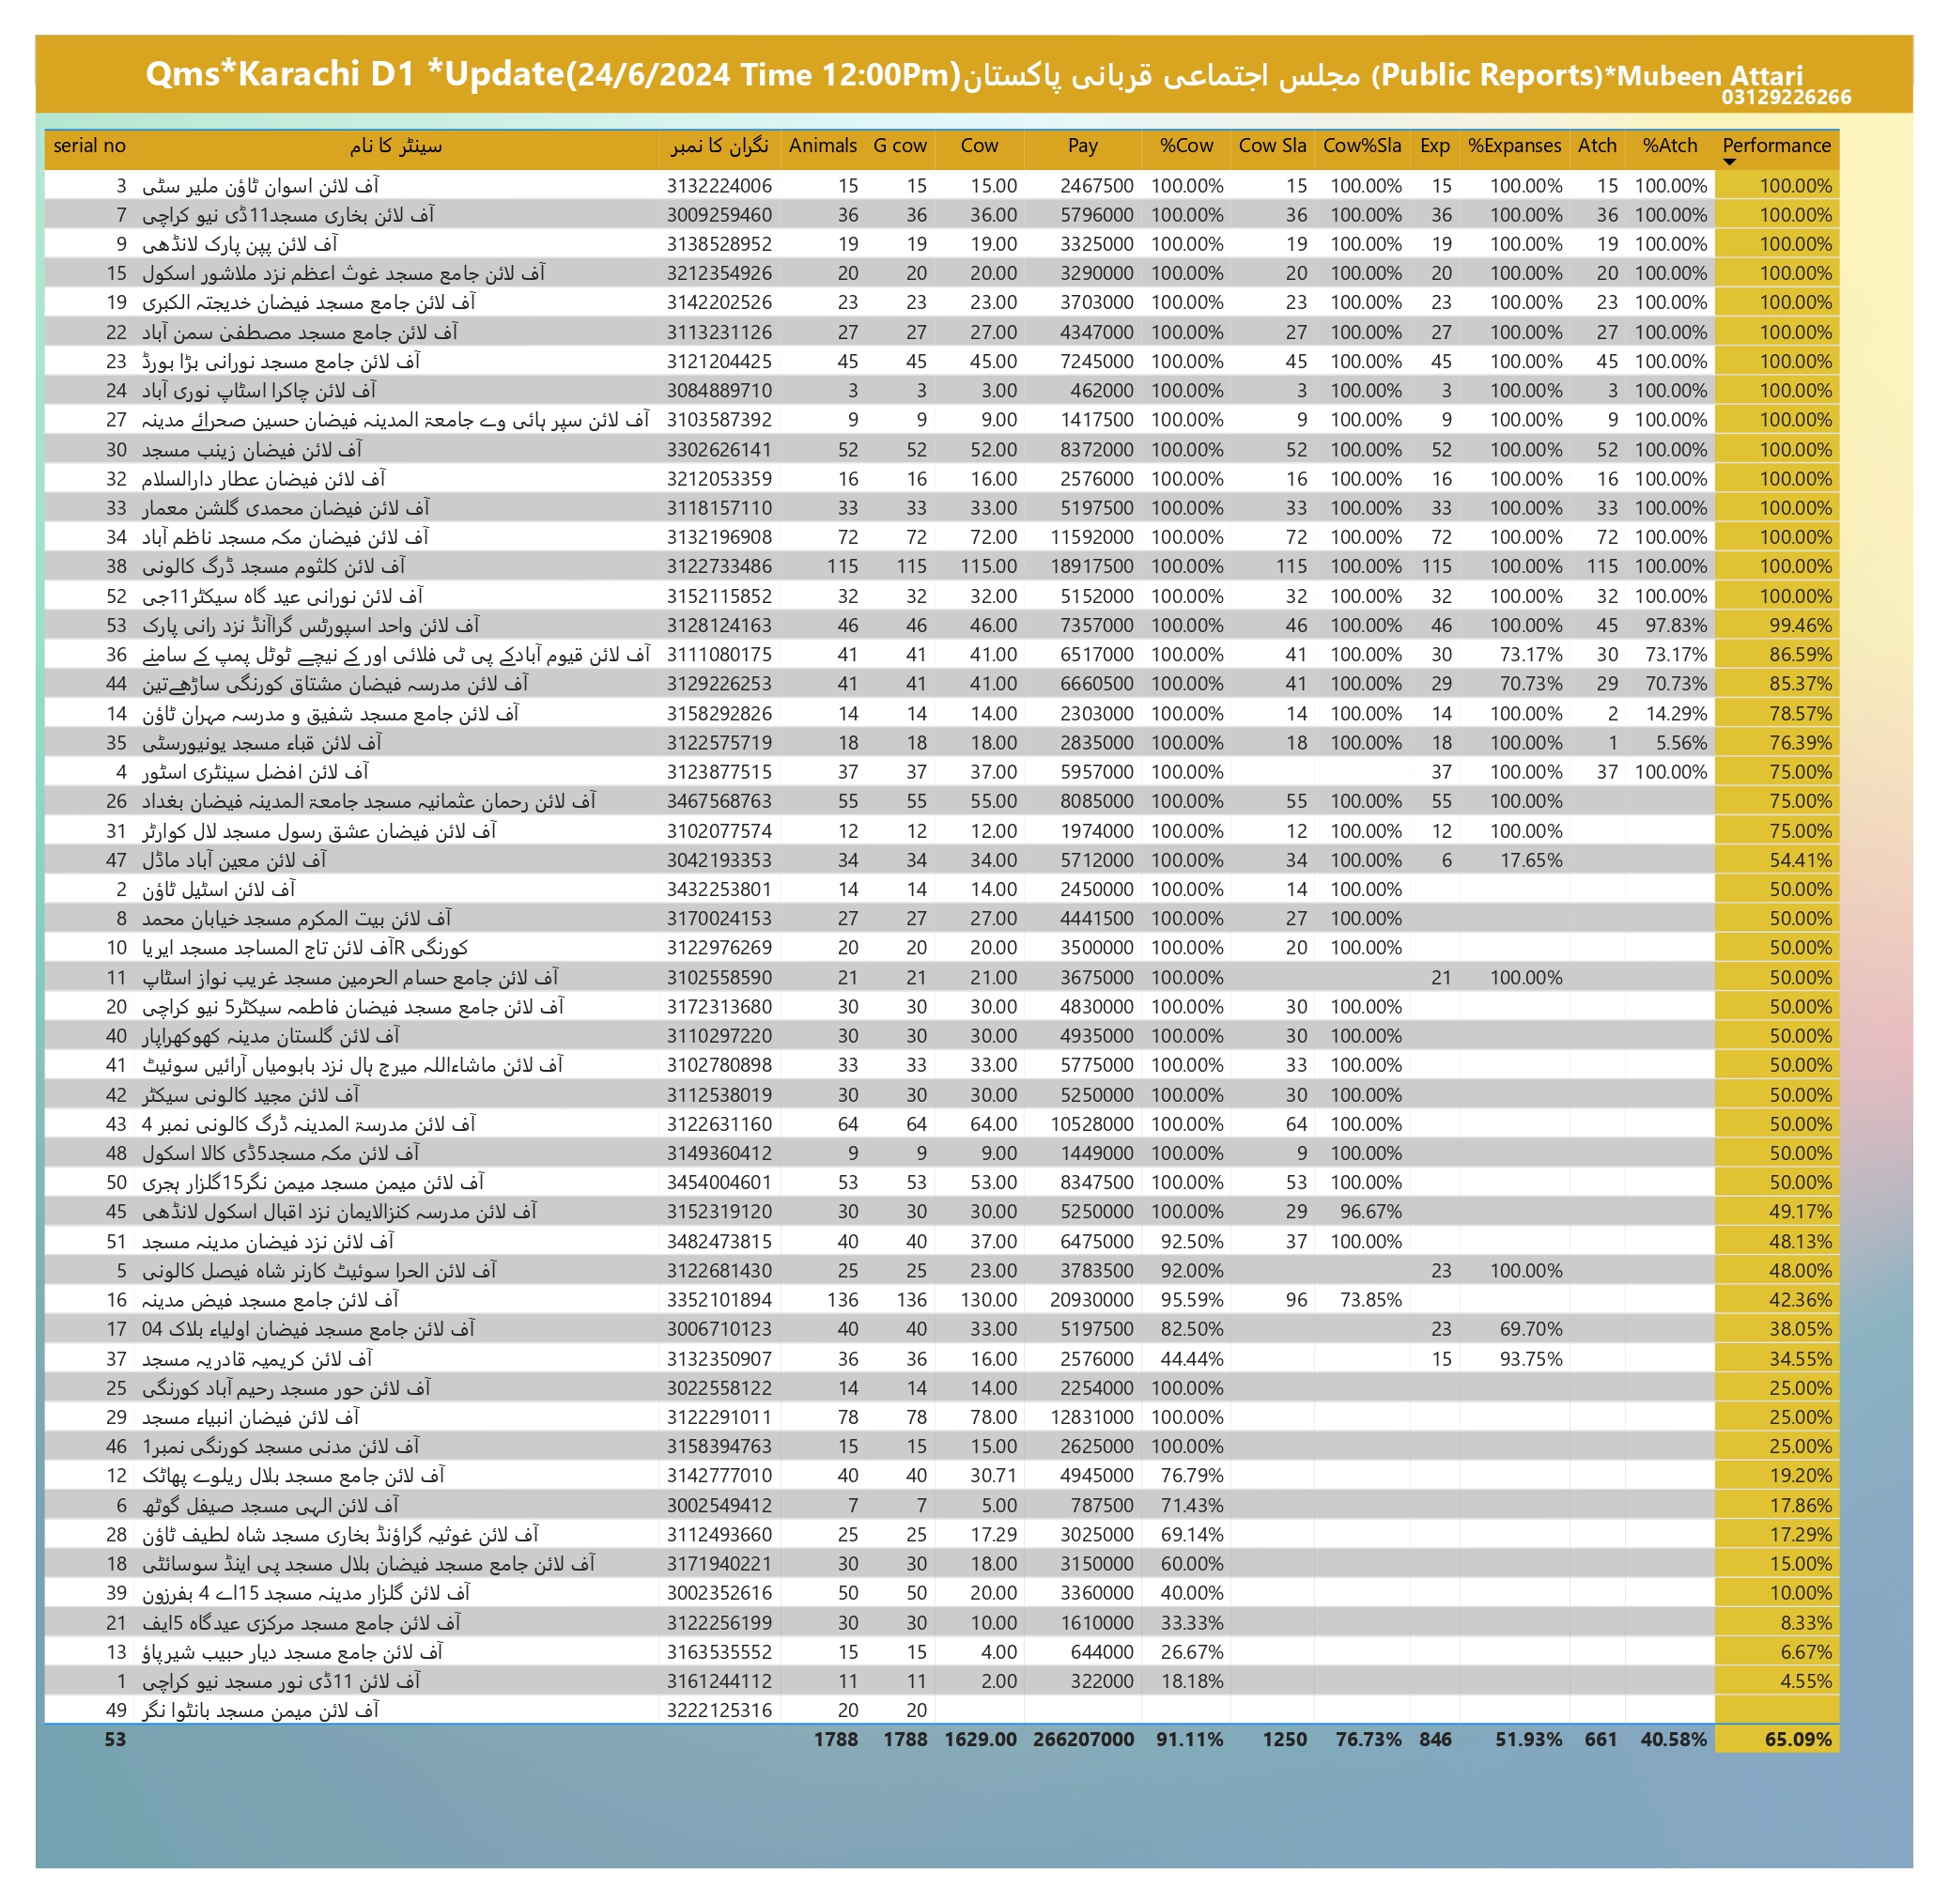 Qms*Karachi D1 *Update(24/6/2024 Time 12:00Pm)مجلس اجتماعی قربانی پاکستان (Public Reports)*Mubeen Attari
03129226266
serial no سینٹر کا نام نگران کا نمبر Animals G cow Cow Pay %Cow Cow Sla Cow%Sla Exp %Expanses Atch %Atch Performance
3 آف لائن اسوان ٹاؤن ملیر سٹی 3132224006 15 15 15.00 2467500 100.00% 15 100.00% 15 100.00% 15 100.00% 100.00%
7 آف لائن بخاری مسجد11ڈی نیو کراچی 3009259460 36 36 36.00 5796000 100.00% 36 100.00% 36 100.00% 36 100.00% 100.00%
9 آف لائن پپن پارک لانڈھی 3138528952 19 19 19.00 3325000 100.00% 19 100.00% 19 100.00% 19 100.00% 100.00%
15 آف لائن جامع مسجد غوث اعظم نزد ملاشور اسکول 3212354926 20 20 20.00 3290000 100.00% 20 100.00% 20 100.00% 20 100.00% 100.00%
19 آف لائن جامع مسجد فیضان خدیجتہ الکبری 3142202526 23 23 23.00 3703000 100.00% 23 100.00% 23 100.00% 23 100.00% 100.00%
22 آف لائن جامع مسجد مصطفیٰ سمن آباد 3113231126 27 27 27.00 4347000 100.00% 27 100.00% 27 100.00% 27 100.00% 100.00%
23 آف لائن جامع مسجد نورانی بڑا بورڈ 3121204425 45 45 45.00 7245000 100.00% 45 100.00% 45 100.00% 45 100.00% 100.00%
24 آف لائن چاکرا اسٹاپ نوری آباد 3084889710 3 3 3.00 462000 100.00% 3 100.00% 3 100.00% 3 100.00% 100.00%
27 آف لائن سپر ہائی وے جامعۃ المدینہ فیضان حسین صحرائے مدینہ 3103587392 9 9 9.00 1417500 100.00% 9 100.00% 9 100.00% 9 100.00% 100.00%
30 آف لائن فیضان زینب مسجد 3302626141 52 52 52.00 8372000 100.00% 52 100.00% 52 100.00% 52 100.00% 100.00%
32 آف لائن فیضان عطار دارالسلام 3212053359 16 16 16.00 2576000 100.00% 16 100.00% 16 100.00% 16 100.00% 100.00%
33 آف لائن فیضان محمدی گلشن معمار 3118157110 33 33 33.00 5197500 100.00% 33 100.00% 33 100.00% 33 100.00% 100.00%
34 آف لائن فیضان مکہ مسجد ناظم آباد 3132196908 72 72 72.00 11592000 100.00% 72 100.00% 72 100.00% 72 100.00% 100.00%
38 آف لائن کلثوم مسجد ڈرگ کالونی 3122733486 115 115 115.00 18917500 100.00% 115 100.00% 115 100.00% 115 100.00% 100.00%
52 آف لائن نورانی عید گاہ سیکٹر11جی 3152115852 32 32 32.00 5152000 100.00% 32 100.00% 32 100.00% 32 100.00% 100.00%
53 آف لائن واحد اسپورٹس گراآنڈ نزد رانی پارک 3128124163 46 46 46.00 7357000 100.00% 46 100.00% 46 100.00% 45 97.83% 99.46%
36 آف لائن قیوم آبادکے پی ٹی فلائی اور کے نیچے ٹوٹل پمپ کے سامنے 3111080175 41 41 41.00 6517000 100.00% 41 100.00% 30 73.17% 30 73.17% 86.59%
44 آف لائن مدرسہ فیضان مشتاق کورنگی ساڑھےتین 3129226253 41 41 41.00 6660500 100.00% 41 100.00% 29 70.73% 29 70.73% 85.37%
14 آف لائن جامع مسجد شفیق و مدرسہ مہران ٹاؤن 3158292826 14 14 14.00 2303000 100.00% 14 100.00% 14 100.00% 2 14.29% 78.57%
35 آف لائن قباء مسجد یونیورسٹی 3122575719 18 18 18.00 2835000 100.00% 18 100.00% 18 100.00% 1 5.56% 76.39%
4 آف لائن افضل سینٹری اسٹور 3123877515 37 37 37.00 5957000 100.00% 37 100.00% 37 100.00% 75.00%
26 آف لائن رحمان عثمانیہ مسجد جامعۃ المدینہ فیضان بغداد 3467568763 55 55 55.00 8085000 100.00% 55 100.00% 55 100.00% 75.00%
31 آف لائن فیضان عشق رسول مسجد لال کوارٹر 3102077574 12 12 12.00 1974000 100.00% 12 100.00% 12 100.00% 75.00%
47 آف لائن معین آباد ماڈل 3042193353 34 34 34.00 5712000 100.00% 34 100.00% 6 17.65% 54.41%
2 آف لائن اسٹیل ٹاؤن 3432253801 14 14 14.00 2450000 100.00% 14 100.00% 50.00%
8 آف لائن بیت المکرم مسجد خیابان محمد 3170024153 27 27 27.00 4441500 100.00% 27 100.00% 50.00%
10 آف لائن تاج المساجد مسجد ایریاR کورنگی 3122976269 20 20 20.00 3500000 100.00% 20 100.00% 50.00%
11 آف لائن جامع حسام الحرمین مسجد غریب نواز اسٹاپ 3102558590 21 21 21.00 3675000 100.00% 21 100.00% 50.00%
20 آف لائن جامع مسجد فیضان فاطمہ سیکٹر5 نیو کراچی 3172313680 30 30 30.00 4830000 100.00% 30 100.00% 50.00%
40 آف لائن گلستان مدینہ کھوکھراپار 3110297220 30 30 30.00 4935000 100.00% 30 100.00% 50.00%
41 آف لائن ماشاءاللہ میرج ہال نزد بابومیاں آرائیں سوئیٹ 3102780898 33 33 33.00 5775000 100.00% 33 100.00% 50.00%
42 آف لائن مجید کالونی سیکٹر 3112538019 30 30 30.00 5250000 100.00% 30 100.00% 50.00%
43 آف لائن مدرسۃ المدینہ ڈرگ کالونی نمبر 4 3122631160 64 64 64.00 10528000 100.00% 64 100.00% 50.00%
48 آف لائن مکہ مسجد5ڈی کالا اسکول 3149360412 9 9 9.00 1449000 100.00% 9 100.00% 50.00%
50 آف لائن میمن مسجد میمن نگر15گلزار ہجری 3454004601 53 53 53.00 8347500 100.00% 53 100.00% 50.00%
45 آف لائن مدرسہ کنزالایمان نزد اقبال اسکول لانڈھی 3152319120 30 30 30.00 5250000 100.00% 29 96.67% 49.17%
51 آف لائن نزد فیضان مدینہ مسجد 3482473815 40 40 37.00 6475000 92.50% 37 100.00% 48.13%
5 آف لائن الحرا سوئیٹ کارنر شاہ فیصل کالونی 3122681430 25 25 23.00 3783500 92.00% 23 100.00% 48.00%
16 آف لائن جامع مسجد فیض مدینہ 3352101894 136 136 130.00 20930000 95.59% 96 73.85% 42.36%
17 آف لائن جامع مسجد فیضان اولیاء بلاک 04 3006710123 40 40 33.00 5197500 82.50% 23 69.70% 38.05%
37 آف لائن کریمیہ قادریہ مسجد 3132350907 36 36 16.00 2576000 44.44% 15 93.75% 34.55%
25 آف لائن حور مسجد رحیم آباد کورنگی 3022558122 14 14 14.00 2254000 100.00% 25.00%
29 آف لائن فیضان انبیاء مسجد 3122291011 78 78 78.00 12831000 100.00% 25.00%
46 آف لائن مدنی مسجد کورنگی نمبر1 3158394763 15 15 15.00 2625000 100.00% 25.00%
12 آف لائن جامع مسجد بلال ریلوے پھاٹک 3142777010 40 40 30.71 4945000 76.79% 19.20%
6 آف لائن الہی مسجد صیفل گوٹھ 3002549412 7 7 5.00 787500 71.43% 17.86%
28 آف لائن غوثیہ گراؤنڈ بخاری مسجد شاہ لطیف ٹاؤن 3112493660 25 25 17.29 3025000 69.14% 17.29%
18 آف لائن جامع مسجد فیضان بلال مسجد پی اینڈ سوسائٹی 3171940221 30 30 18.00 3150000 60.00% 15.00%
39 آف لائن گلزار مدینہ مسجد 15اے 4 بفرزون 3002352616 50 50 20.00 3360000 40.00% 10.00%
21 آف لائن جامع مسجد مرکزی عیدگاہ 5ایف 3122256199 30 30 10.00 1610000 33.33% 8.33%
13 آف لائن جامع مسجد دیار حبیب شیرپاؤ 3163535552 15 15 4.00 644000 26.67% 6.67%
1 آف لائن 11ڈی نور مسجد نیو کراچی 3161244112 11 11 2.00 322000 18.18% 4.55%
49 آف لائن میمن مسجد بانٹوا نگر 3222125316 20 20
53 1788 1788 1629.00 266207000 91.11% 1250 76.73% 846 51.93% 661 40.58% 65.09%